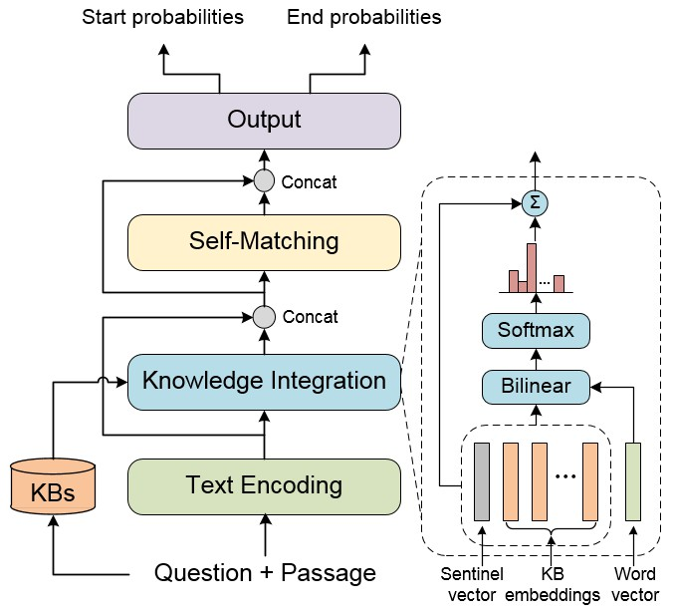 Start probabilities
End probabilities
Output
Concat
Self-Matching
Concat
Knowledge Integration
KBs
Text Encoding
Question + Passage
Σ
...
Softmax
Bilinear
...
Sentinel
vector
KB
embeddings
Word
vector